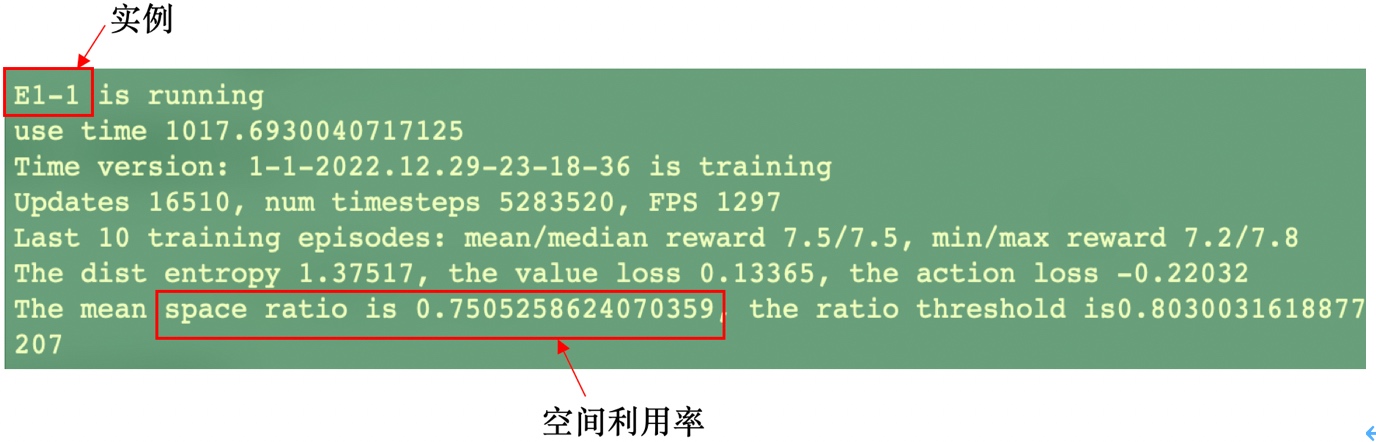 实例
E1-1 is running
use time 1017.6930040717125
Time version: 1-1-2022.12.29-23-18-36 is training
Updates 16510, num timesteps 5283520, FPS 1297
Last 10 training episodes: mean/median reward 7.5/7.5, min/max reward 7.2/7.8
The dist entropy 1.37517, the value loss 0.13365, the action loss -0.22032
The mean space ratio is 0.7505258624070359, the ratio threshold is0.8030031618877
207
空间利用率